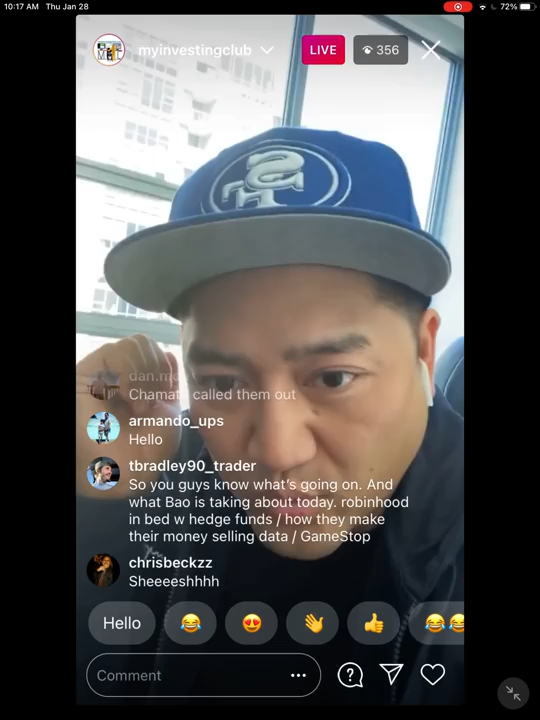 10:17 AM Thu Jan 28
72%
myinvestingclub
LIVE
356
Chamath called them out
armando_ups
Hello
tbradley90_trader
So you guys know what's going on. And
what Bao is taking about today. robinhood
in bed w hedge funds / how they make
their money selling data / GameStop
chrisbeckzz
Sheeeeshhhh
Hello
Comment